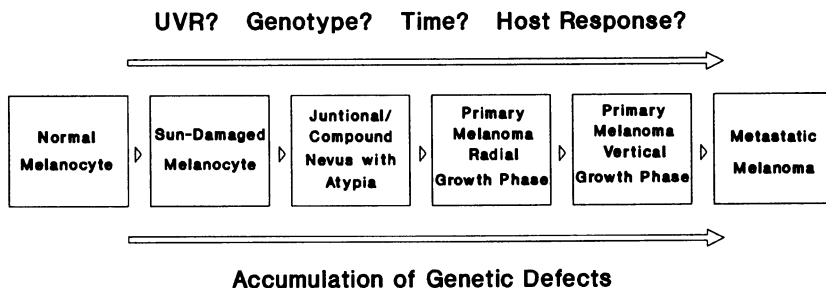 UVR? Genotype? Time? Host Response?
Normal
Melanocyte
Sun-Damaged
Melanocyte
Juntional/
Compound
Nevus with
Atypia
Primary
Melanoma
Radial
Growth Phase
Primary
Melanoma
Vertical
Growth Phase
Metastatic
Melanoma
Accumulation of Genetic Defects